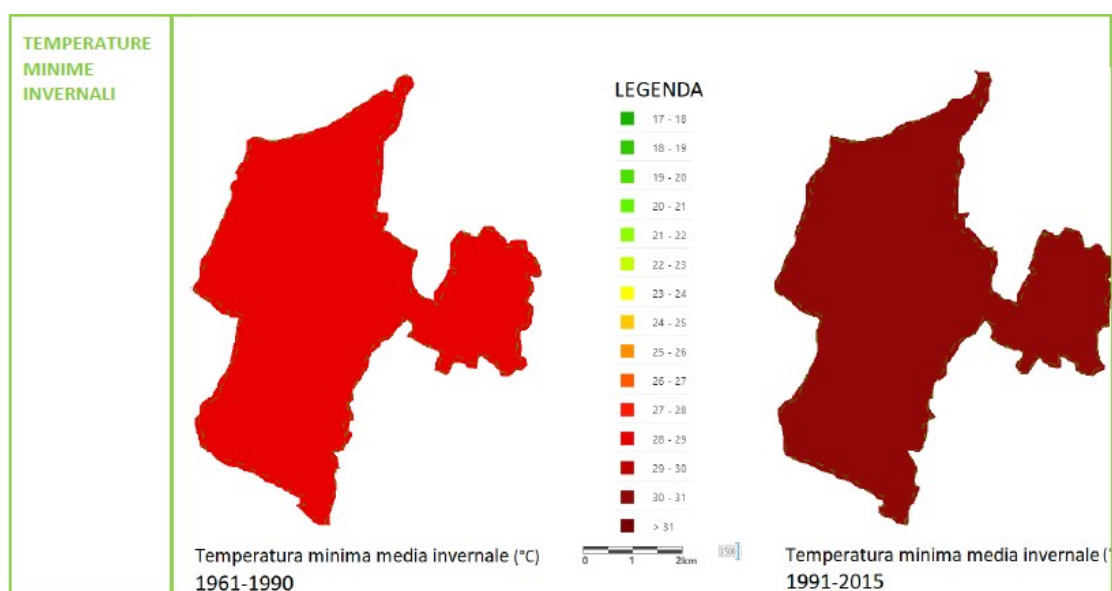 TEMPERATURE
MINIME
INVERNALI
LEGENDA
17 - 18
18 - 19
19 - 20
20 - 21
21 - 22
22 - 23
23 - 24
24 - 25
25 - 26
26 - 27
27 - 28
28 - 29
29 - 30
30 - 31
> 31
0 1 2km
Temperatura minima media invernale (°C)
1961-1990
Temperatura minima media invernale (°
1991-2015